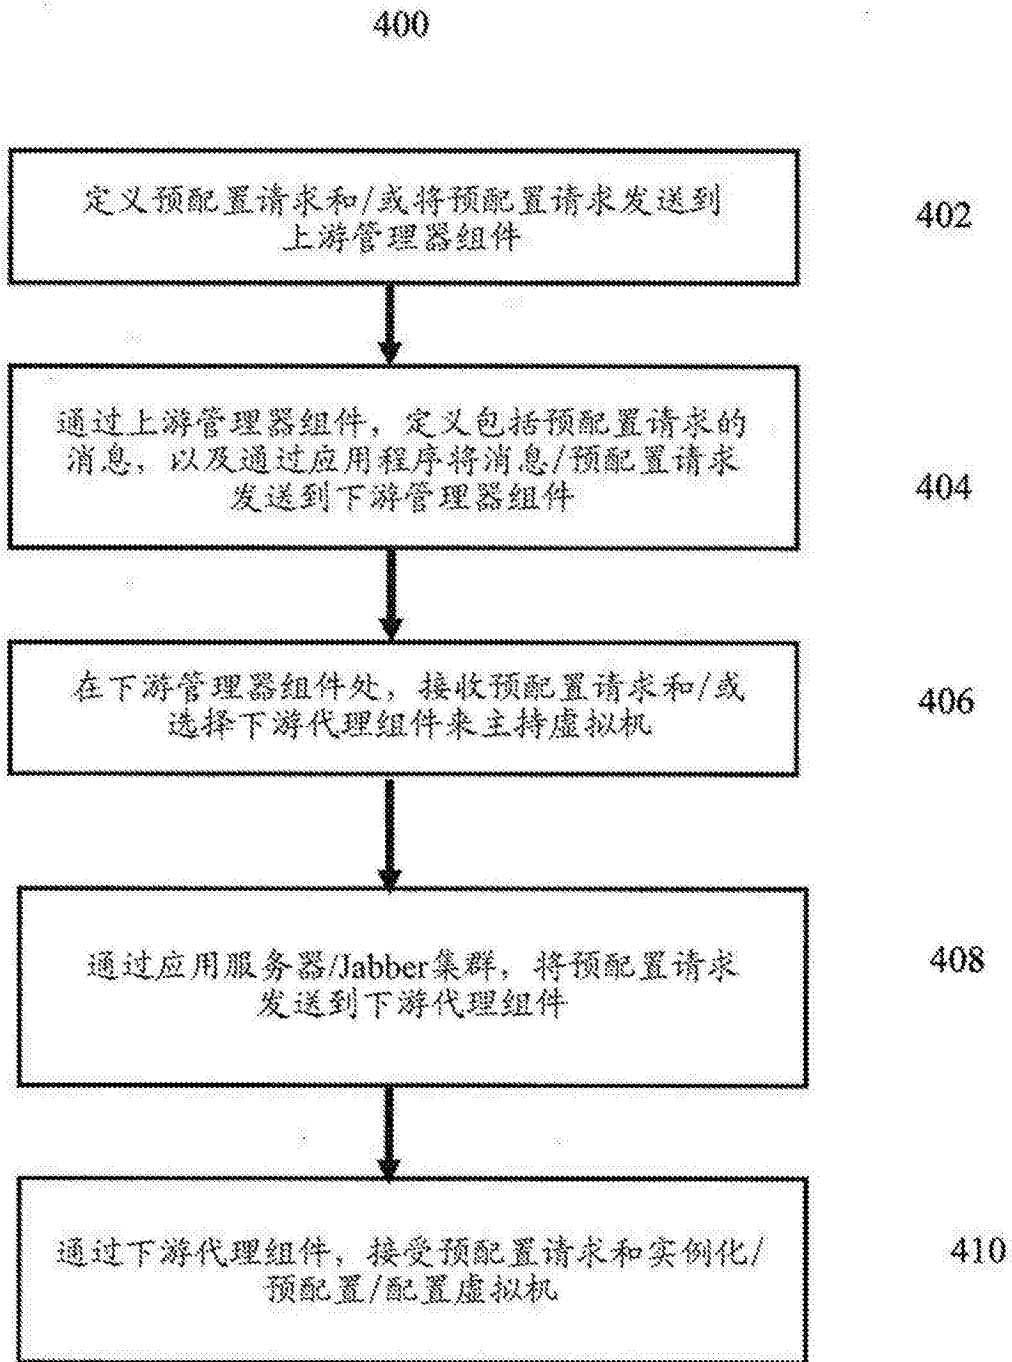 400
定义预配置请求和/或将预配置请求发送到
上游管理器组件
402
通过上游管理器组件，定义包括预配置请求的
消息，以及通过应用程序将消息/预配置请求
发送到下游管理器组件
404
在下游管理器组件处，接收预配置请求和/或
选择下游代理组件来主持虚拟机
406
通过应用服务器/Jabber集群，将预配置请求
发送到下游代理组件
408
通过下游代理组件，接受预配置请求和实例化/
预配置/配置虚拟机
410